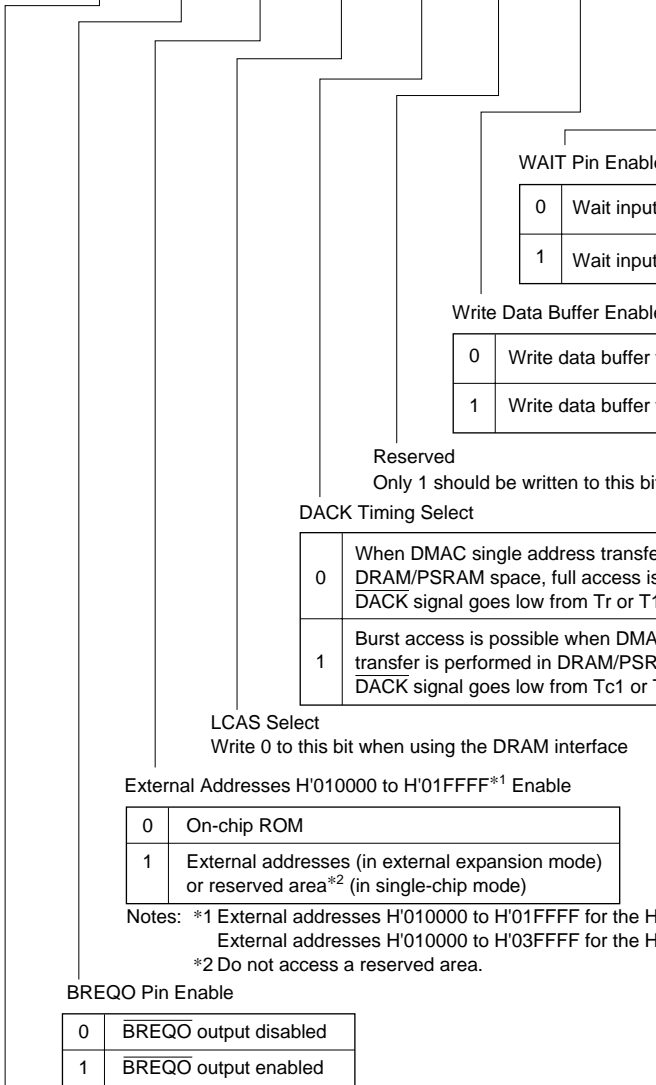 WAIT Pin Enable
0 Wait input
1 Wait input
Write Data Buffer Enable
0 Write data buffer
1 Write data buffer
Reserved
Only 1 should be written to this bit
DACK Timing Select
0 When DMAC single address
DRAM/PSRAM space, full access is
DACK signal goes low from Tr or T1
1 Burst access is possible when
transfer is performed in
DACK signal goes low from Tc1 or
LCAS Select
Write 0 to this bit when using the DRAM interface
External Addresses H'010000 to H'01FFFF*1 Enable
0 On-chip ROM
1 External addresses (in external expansion mode)
or reserved area*2 (in single-chip mode)
Notes: *1 External addresses H'010000 to H'01FFFF for the
External addresses H'010000 to H'03FFFF for the
*2 Do not access a reserved area.
BREQO Pin Enable
0 BREQO output disabled
1 BREQO output enabled